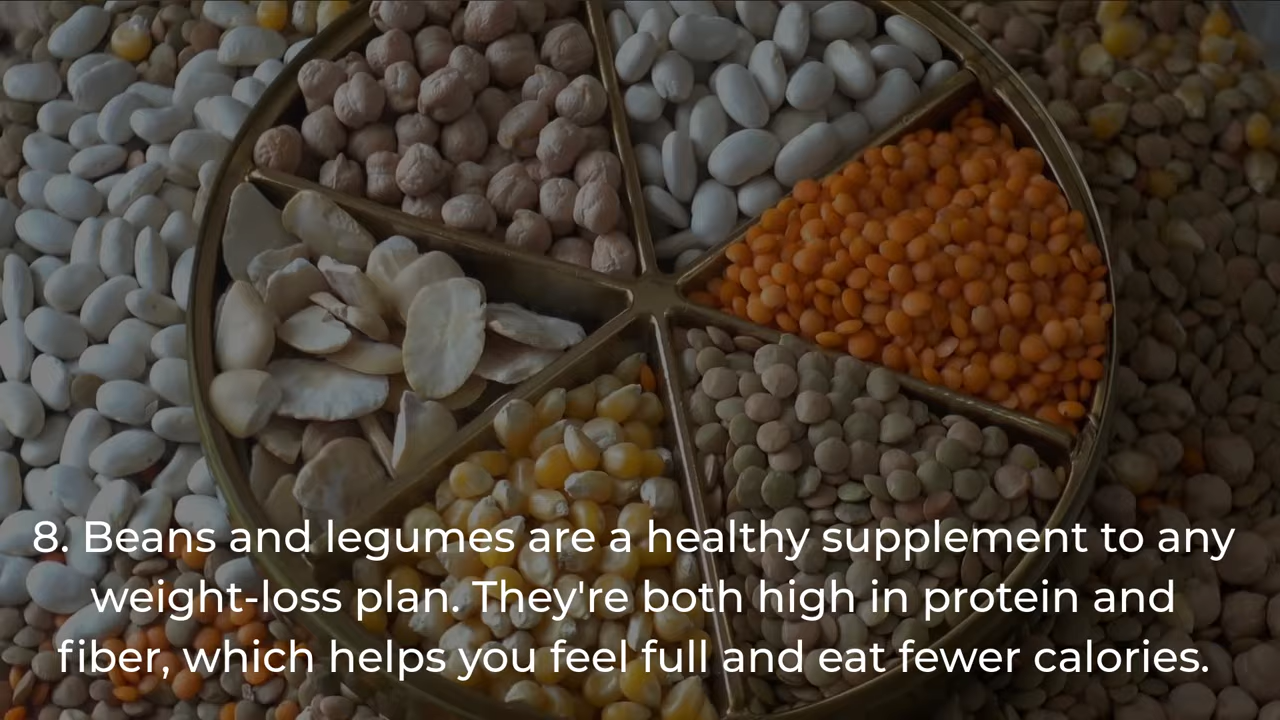 8. Beans and legumes are a healthy supplement to any
weight-loss plan. They're both high in protein and
fiber, which helps you feel full and eat fewer calories.